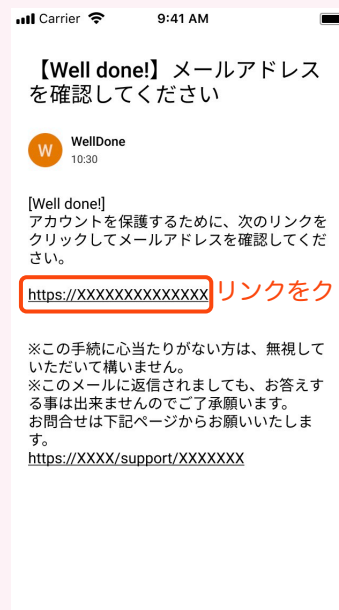 Carrier 9:41 AM
【Well done!】メールアドレス
を確認してください
W
WellDone
10:30
[Well done!]
アカウントを保護するために、次のリンクを
クリックしてメールアドレスを確認してくだ
さい。
https://XXXXXXXXXXXXXX リンクをク
※この手続に心当たりがない方は、無視して
いただいて構いません。
※このメールに返信されましても、お答えす
る事は出来ませんのでご了承願います。
お問合せは下記ページからお願いいたしま
す。
https://XXXX/support/XXXXXXX